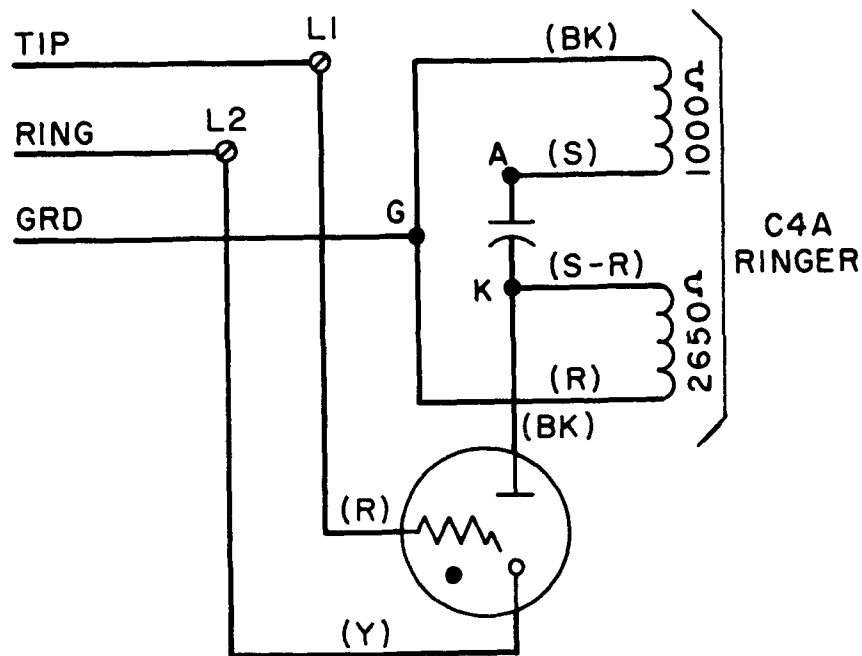 TIP
L1
(BK)
1000Ω
RING
L2
A
(S)
GRD
G
C4A
RINGER
K
(S-R)
2650Ω
(R)
(BK)
(R)
(Y)